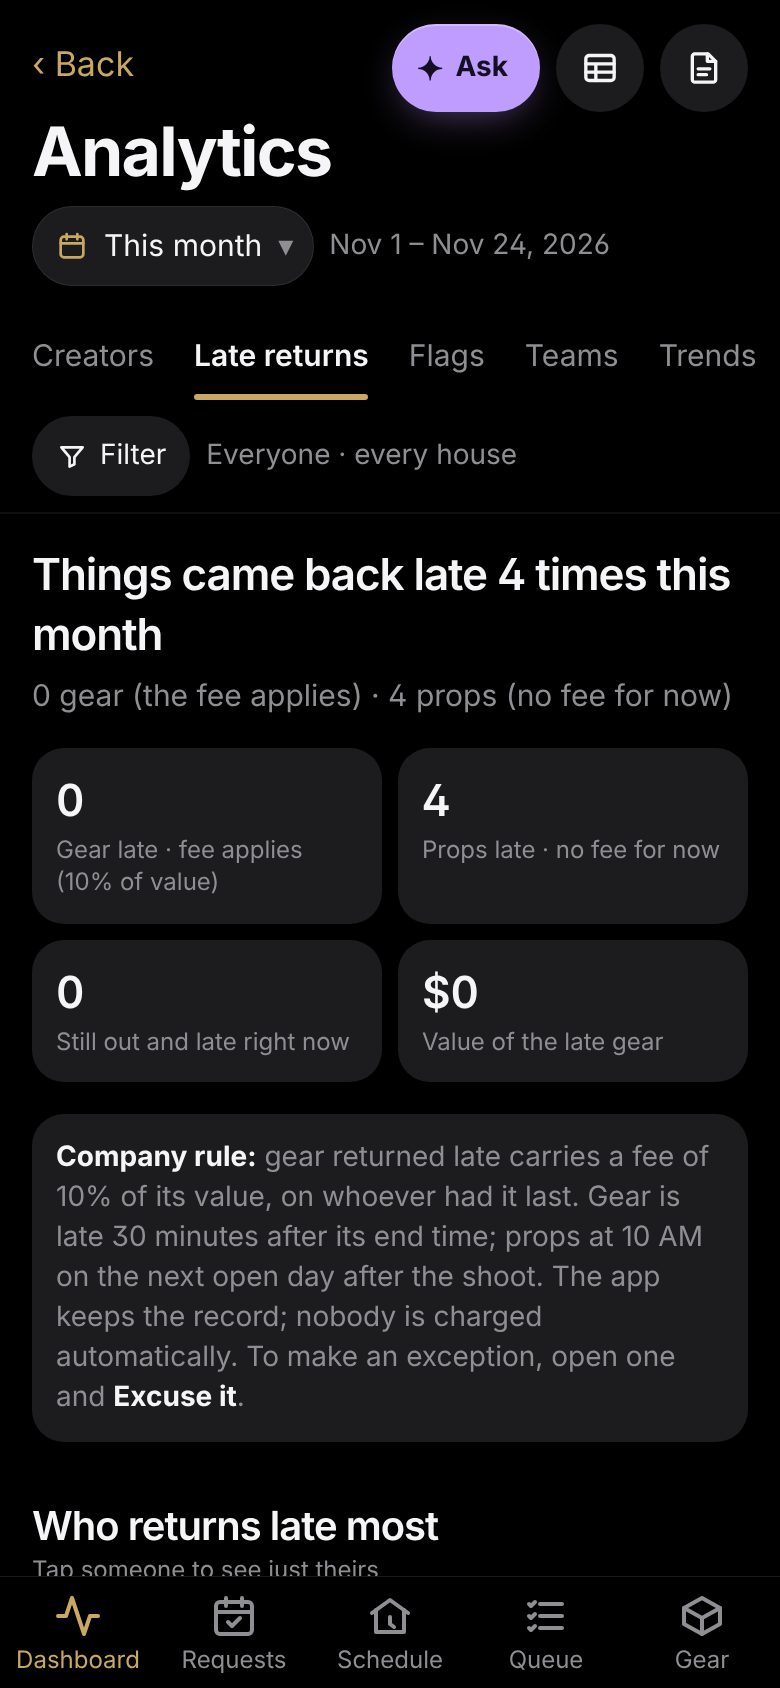 ‹ Back
Ask
Analytics
This month ▾
Nov 1 – Nov 24, 2026
Creators
Late returns
Flags
Teams
Trends
Filter
Everyone · every house
Things came back late 4 times this
month
0 gear (the fee applies) · 4 props (no fee for now)
0
Gear late · fee applies
(10% of value)
4
Props late · no fee for now
0
Still out and late right now
$0
Value of the late gear
Company rule: gear returned late carries a fee of
10% of its value, on whoever had it last. Gear is
late 30 minutes after its end time; props at 10 AM
on the next open day after the shoot. The app
keeps the record; nobody is charged
automatically. To make an exception, open one
and Excuse it.
Who returns late most
Tap someone to see just theirs
Dashboard
Requests
Schedule
Queue
Gear